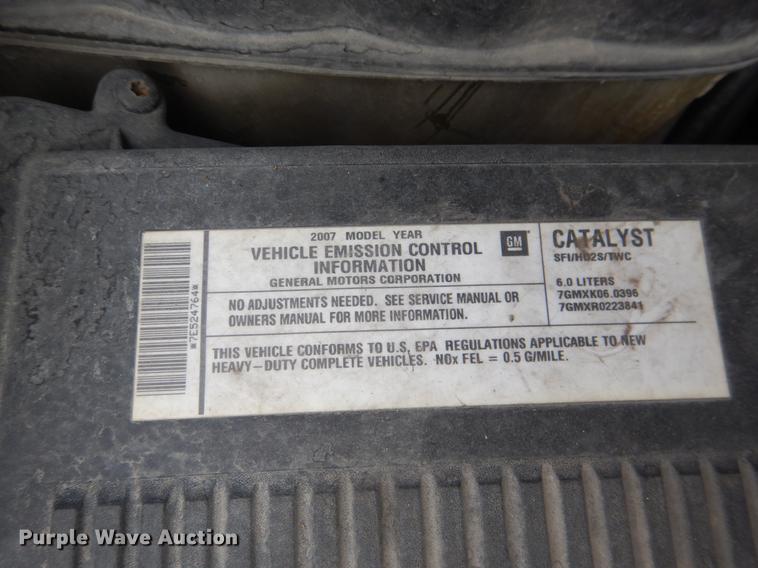 2007 MODEL YEAR
VEHICLE EMISSION CONTROL
INFORMATION
GENERAL MOTORS CORPORATION
GM
NO ADJUSTMENTS NEEDED. SEE SERVICE MANUAL OR
OWNERS MANUAL FOR MORE INFORMATION.
CATALYST
SFI/HO2S/TWC
6.0 LITERS
7GMXK06.0396
7GMXR0223841
THIS VEHICLE CONFORMS TO U.S. EPA REGULATIONS APPLICABLE TO NEW
HEAVY-DUTY COMPLETE VEHICLES. NOx FEL = 0.5 G/MILE.
*7E524764*
Purple Wave Auction